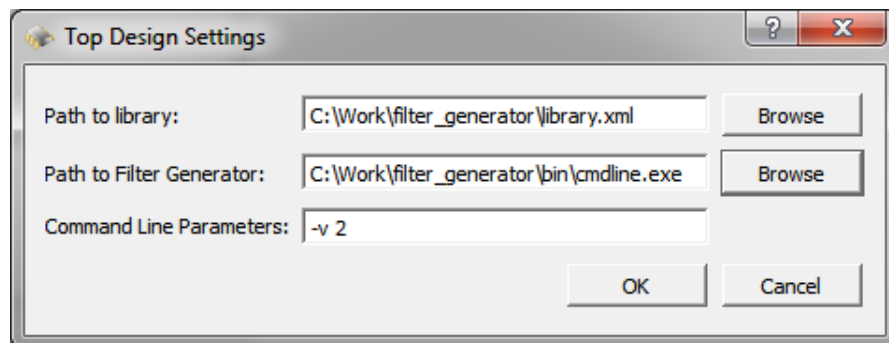 Top Design Settings
Path to library: C:\Work\filter_generator\library.xml Browse
Path to Filter Generator: C:\Work\filter_generator\bin\cmdline.exe Browse
Command Line Parameters: -v 2
OK Cancel